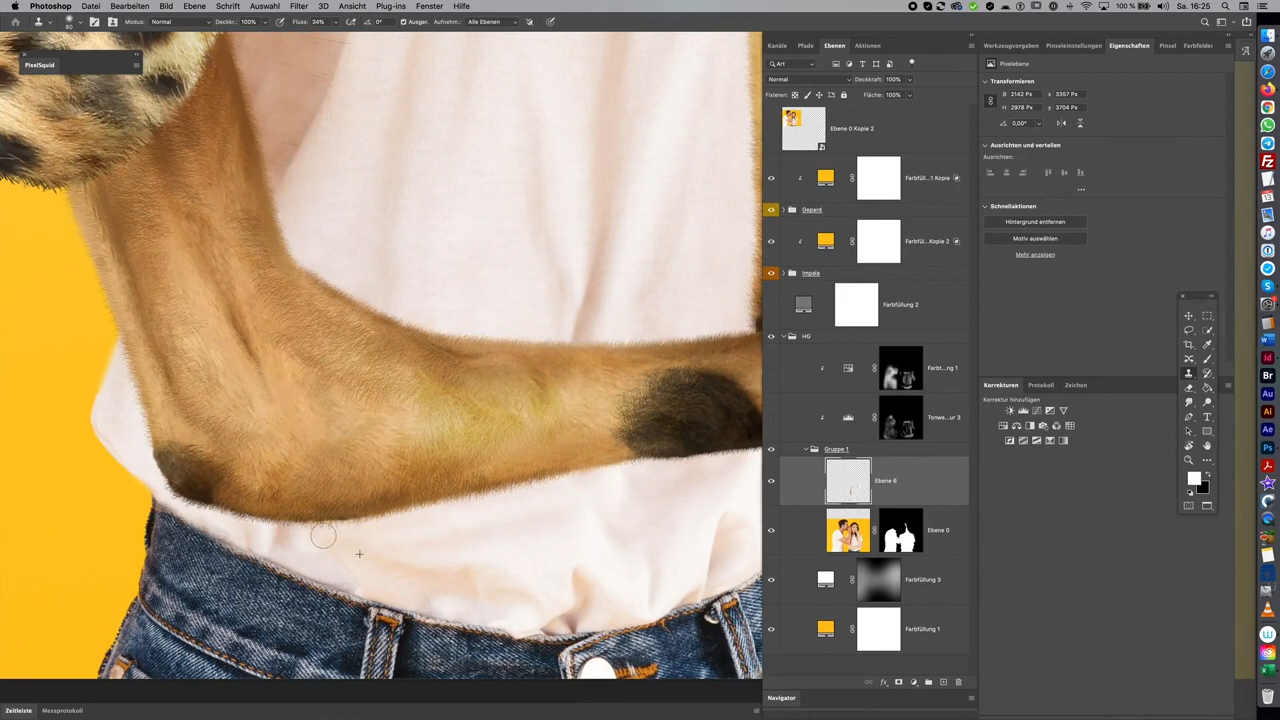 Photoshop Datei Bearbeiten Bild Ebene Schrift Auswahl Filter 3D Ansicht Plug-ins Fenster Hilfe 100 % Sa. 16:25
80 Modus: Normal Deckkr.: 100% Fluss: 34% 0° Ausger. Aufnehm.: Alle Ebenen
PixelSquid
Kanäle Pfade Ebenen Aktionen
Art
Normal Deckkraft: 100%
Fixieren: Fläche: 100%
Ebene 0 Kopie 2
Farbfüll...1 Kopie
Gepard
Farbfül...Kopie 2
Impala
Farbfüllung 2
HG
Farbt...ng 1
Tonwe...ur 3
Gruppe 1
Ebene 6
Ebene 0
Farbfüllung 3
Farbfüllung 1
Navigator
Werkzeugvorgaben Pinseleinstellungen Eigenschaften Pinsel Farbfelder
Pixelebene
Transformieren
B 2142 Px x 3357 Px
H 2978 Px y 3704 Px
0,00°
Ausrichten und verteilen
Ausrichten:
Schnellaktionen
Hintergrund entfernen
Motiv auswählen
Mehr anzeigen
Korrekturen Protokoll Zeichen
Korrektur hinzufügen
Zeitleiste Messprotokoll